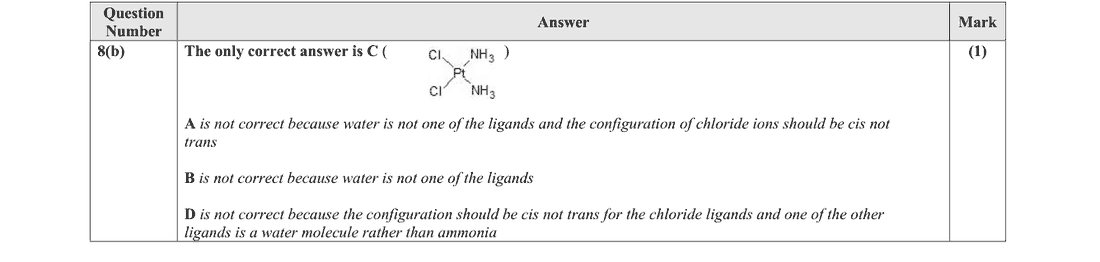 Question
Number
Answer
Mark
8(b)
The only correct answer is C (
Cl NH3 )
Pt
Cl NH3
(1)
A is not correct because water is not one of the ligands and the configuration of chloride ions should be cis not
trans
B is not correct because water is not one of the ligands
D is not correct because the configuration should be cis not trans for the chloride ligands and one of the other
ligands is a water molecule rather than ammonia